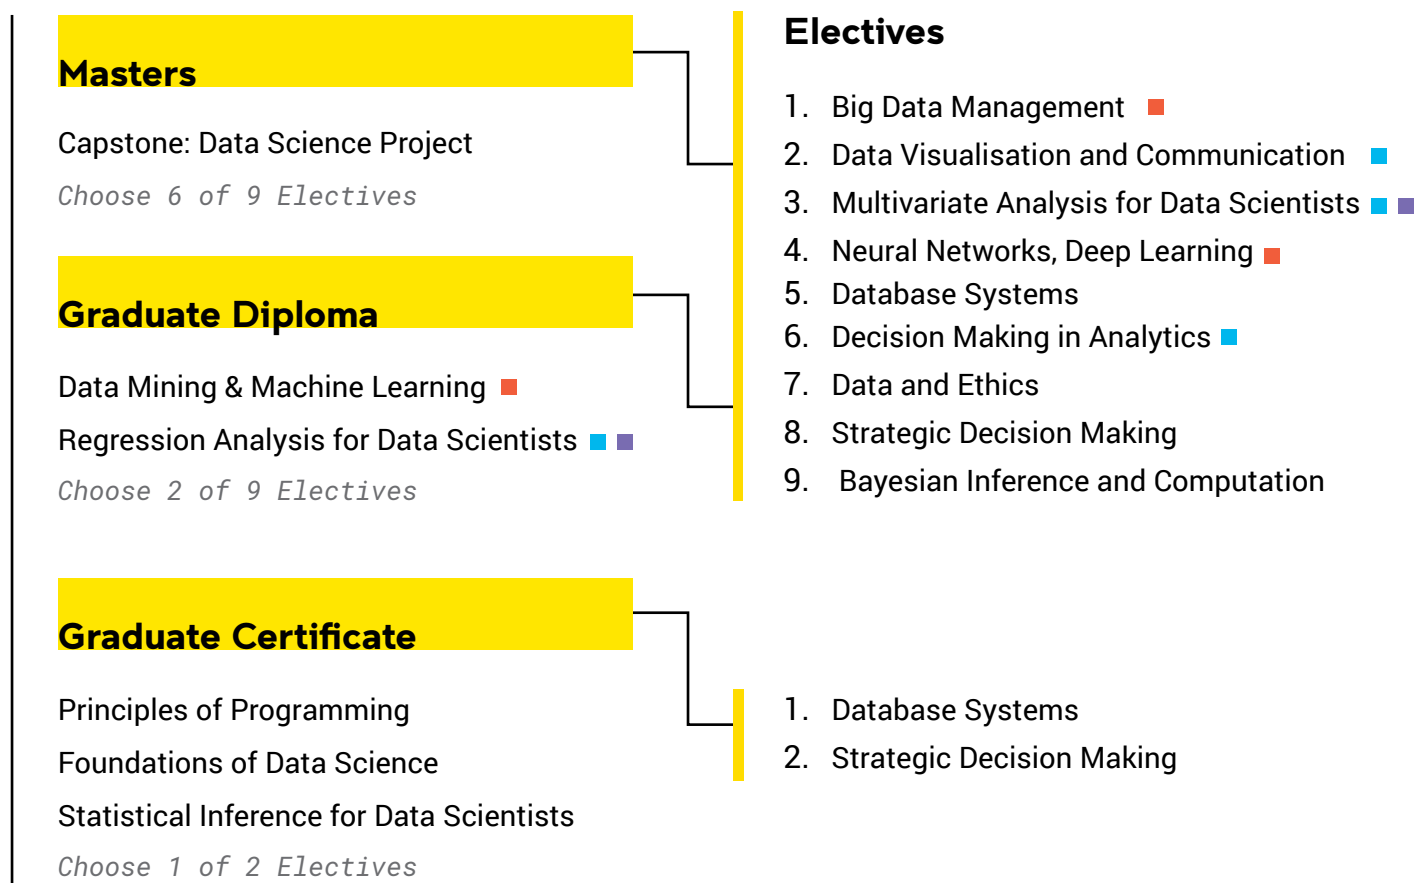 Masters
Capstone: Data Science Project
Choose 6 of 9 Electives
Graduate Diploma
Data Mining & Machine Learning
Regression Analysis for Data Scientists
Choose 2 of 9 Electives
Graduate Certificate
Principles of Programming
Foundations of Data Science
Statistical Inference for Data Scientists
Choose 1 of 2 Electives
Electives
1. Big Data Management
2. Data Visualisation and Communication
3. Multivariate Analysis for Data Scientists
4. Neural Networks, Deep Learning
5. Database Systems
6. Decision Making in Analytics
7. Data and Ethics
8. Strategic Decision Making
9. Bayesian Inference and Computation
1. Database Systems
2. Strategic Decision Making